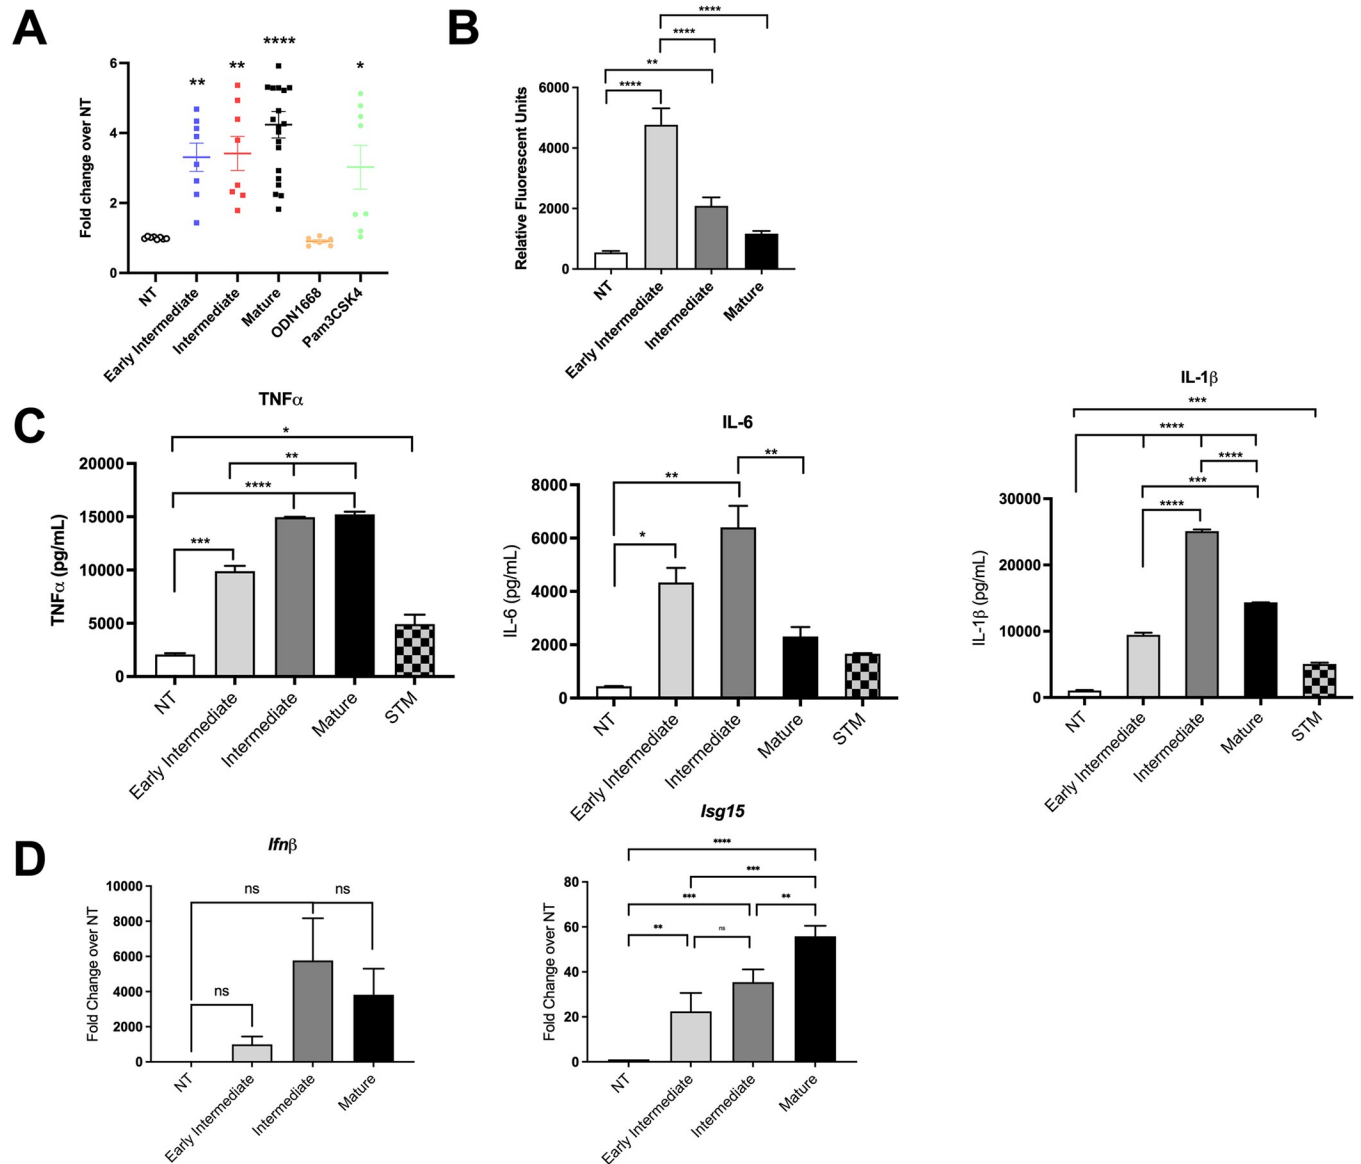 A
Fold change over NT
6
4
2
0
**
**
****
*
NT
Early Intermediate
Intermediate
Mature
ODN1668
Pam3CSK4
B
Relative Fluorescent Units
6000
4000
2000
0
****
****
**
****
NT
Early Intermediate
Intermediate
Mature
C
TNFα
TNFα (pg/mL)
20000
15000
10000
5000
0
*
**
****
***
NT
Early Intermediate
Intermediate
Mature
STM
IL-6
IL-6 (pg/mL)
8000
6000
4000
2000
0
**
**
*
NT
Early Intermediate
Intermediate
Mature
STM
IL-1β
IL-1β (pg/mL)
30000
20000
10000
0
***
****
****
***
****
NT
Early Intermediate
Intermediate
Mature
STM
D
Ifnβ
Fold Change over NT
10000
8000
6000
4000
2000
0
ns
ns
ns
NT
Early Intermediate
Intermediate
Mature
Isg15
Fold Change over NT
80
60
40
20
0
****
***
***
**
**
ns
NT
Early Intermediate
Intermediate
Mature